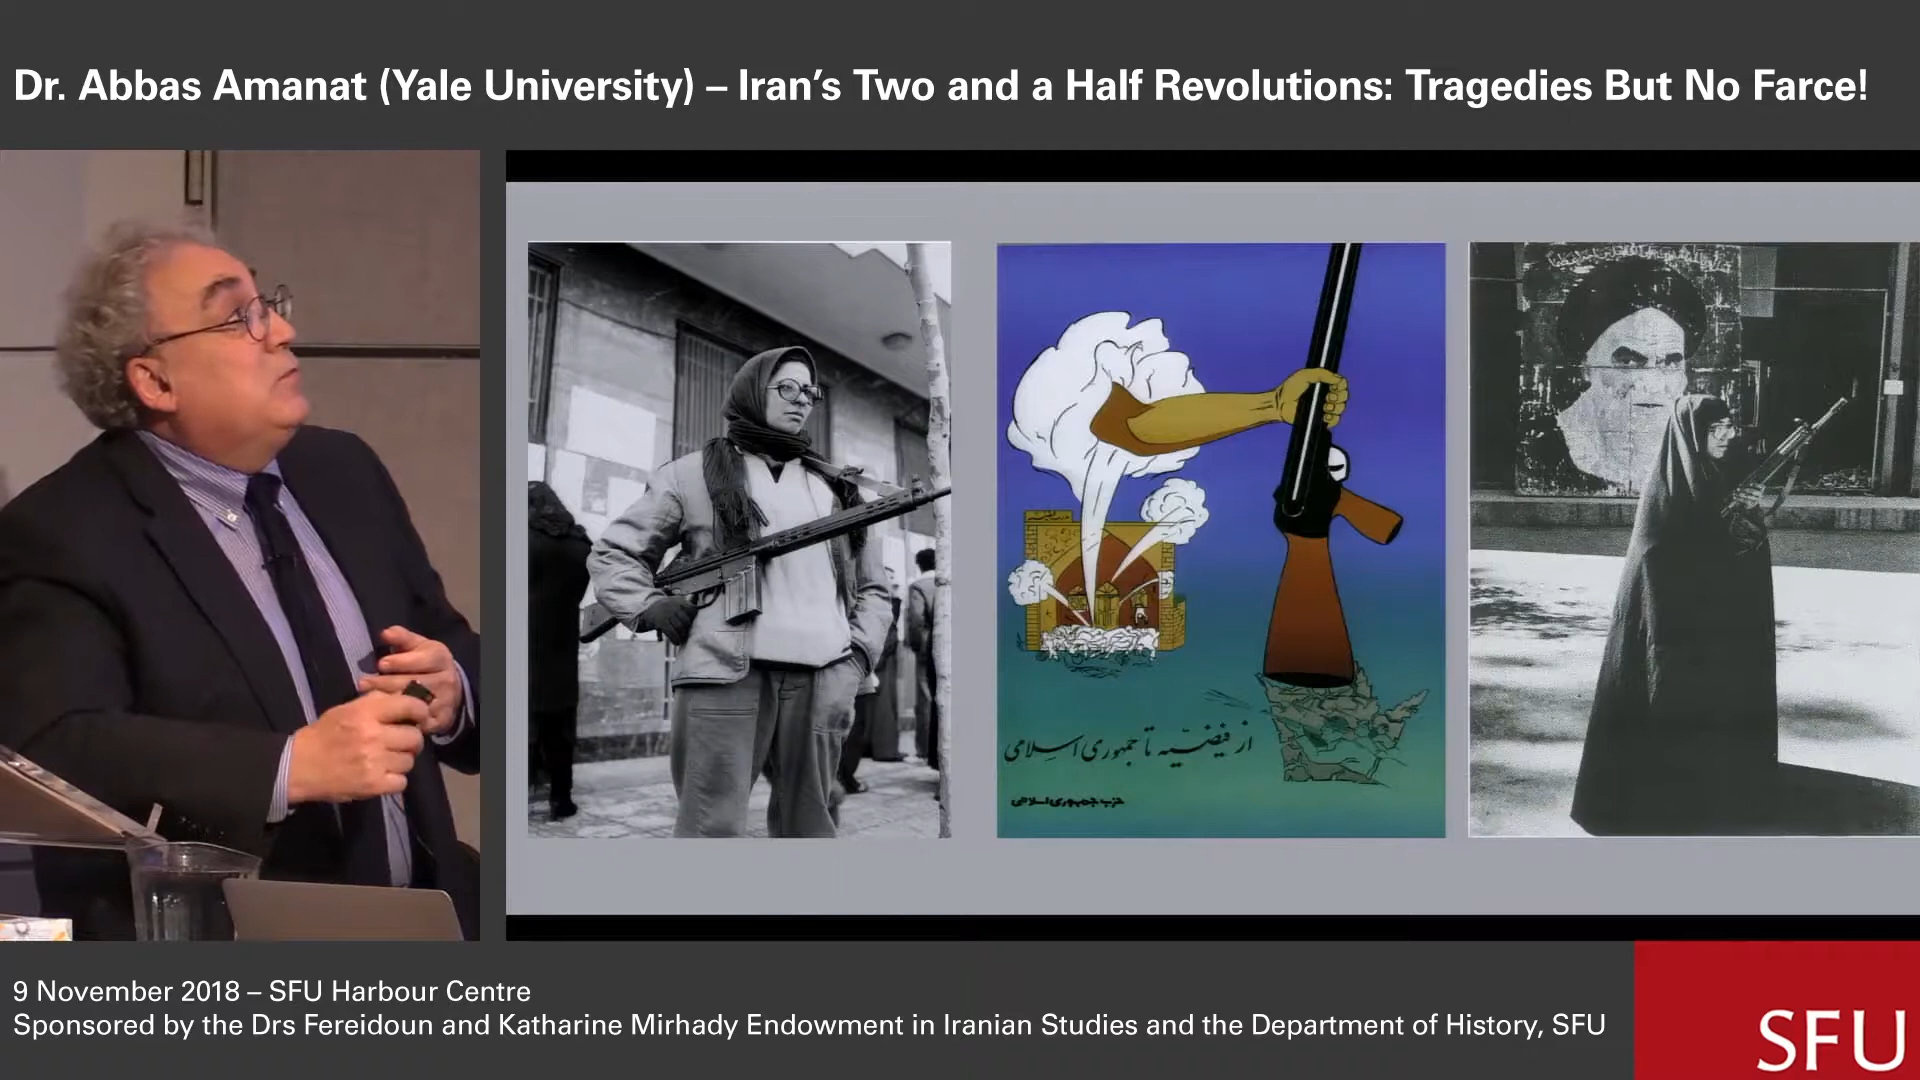 Dr. Abbas Amanat (Yale University) – Iran's Two and a Half Revolutions: Tragedies But No Farce!
از فیضیّه تا جمهوری اسلامی
حزب جمهوری اسلامی
9 November 2018 – SFU Harbour Centre
Sponsored by the Drs Fereidoun and Katharine Mirhady Endowment in Iranian Studies and the Department of History, SFU
SFU